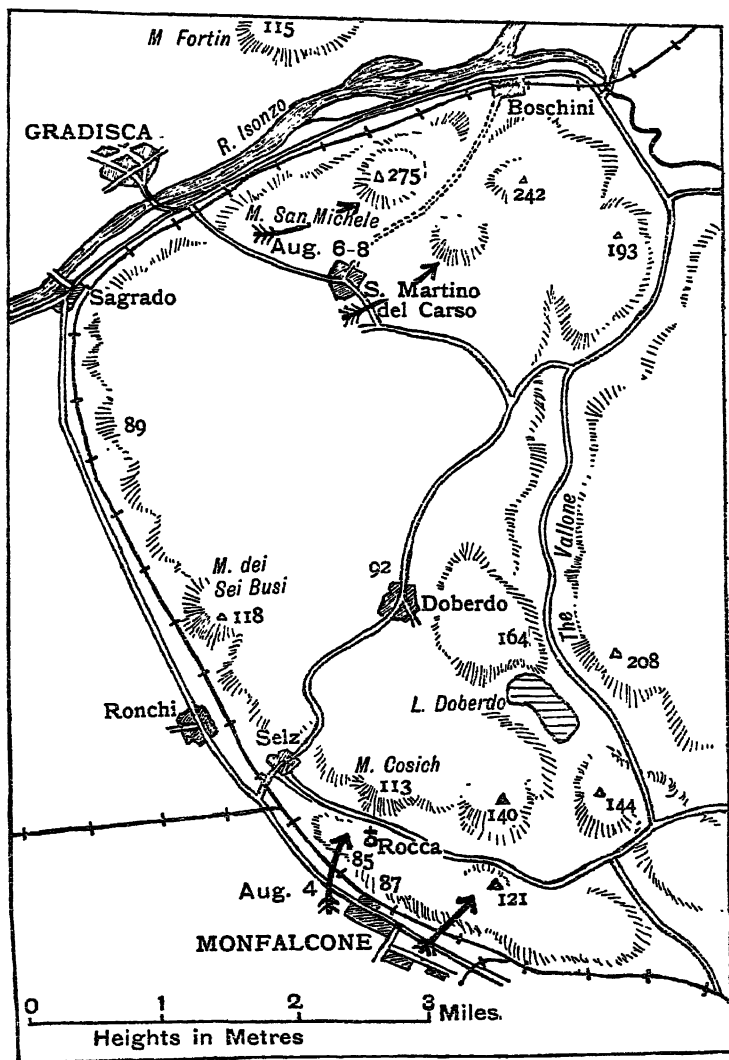 M Fortin
115
Boschini
GRADISCA
R. Isonzo
275
242
M. San Michele
193
Aug. 6-8
Sagrado
S. Martino
del Carso
89
M. dei
Sei Busi
118
92
Doberdo
The Vallone
164
208
L. Doberdo
Ronchi
Selz
M. Cosich
113
140
144
Rocca
85
87
121
Aug. 4
MONFALCONE
0 1 2 3 Miles.
Heights in Metres